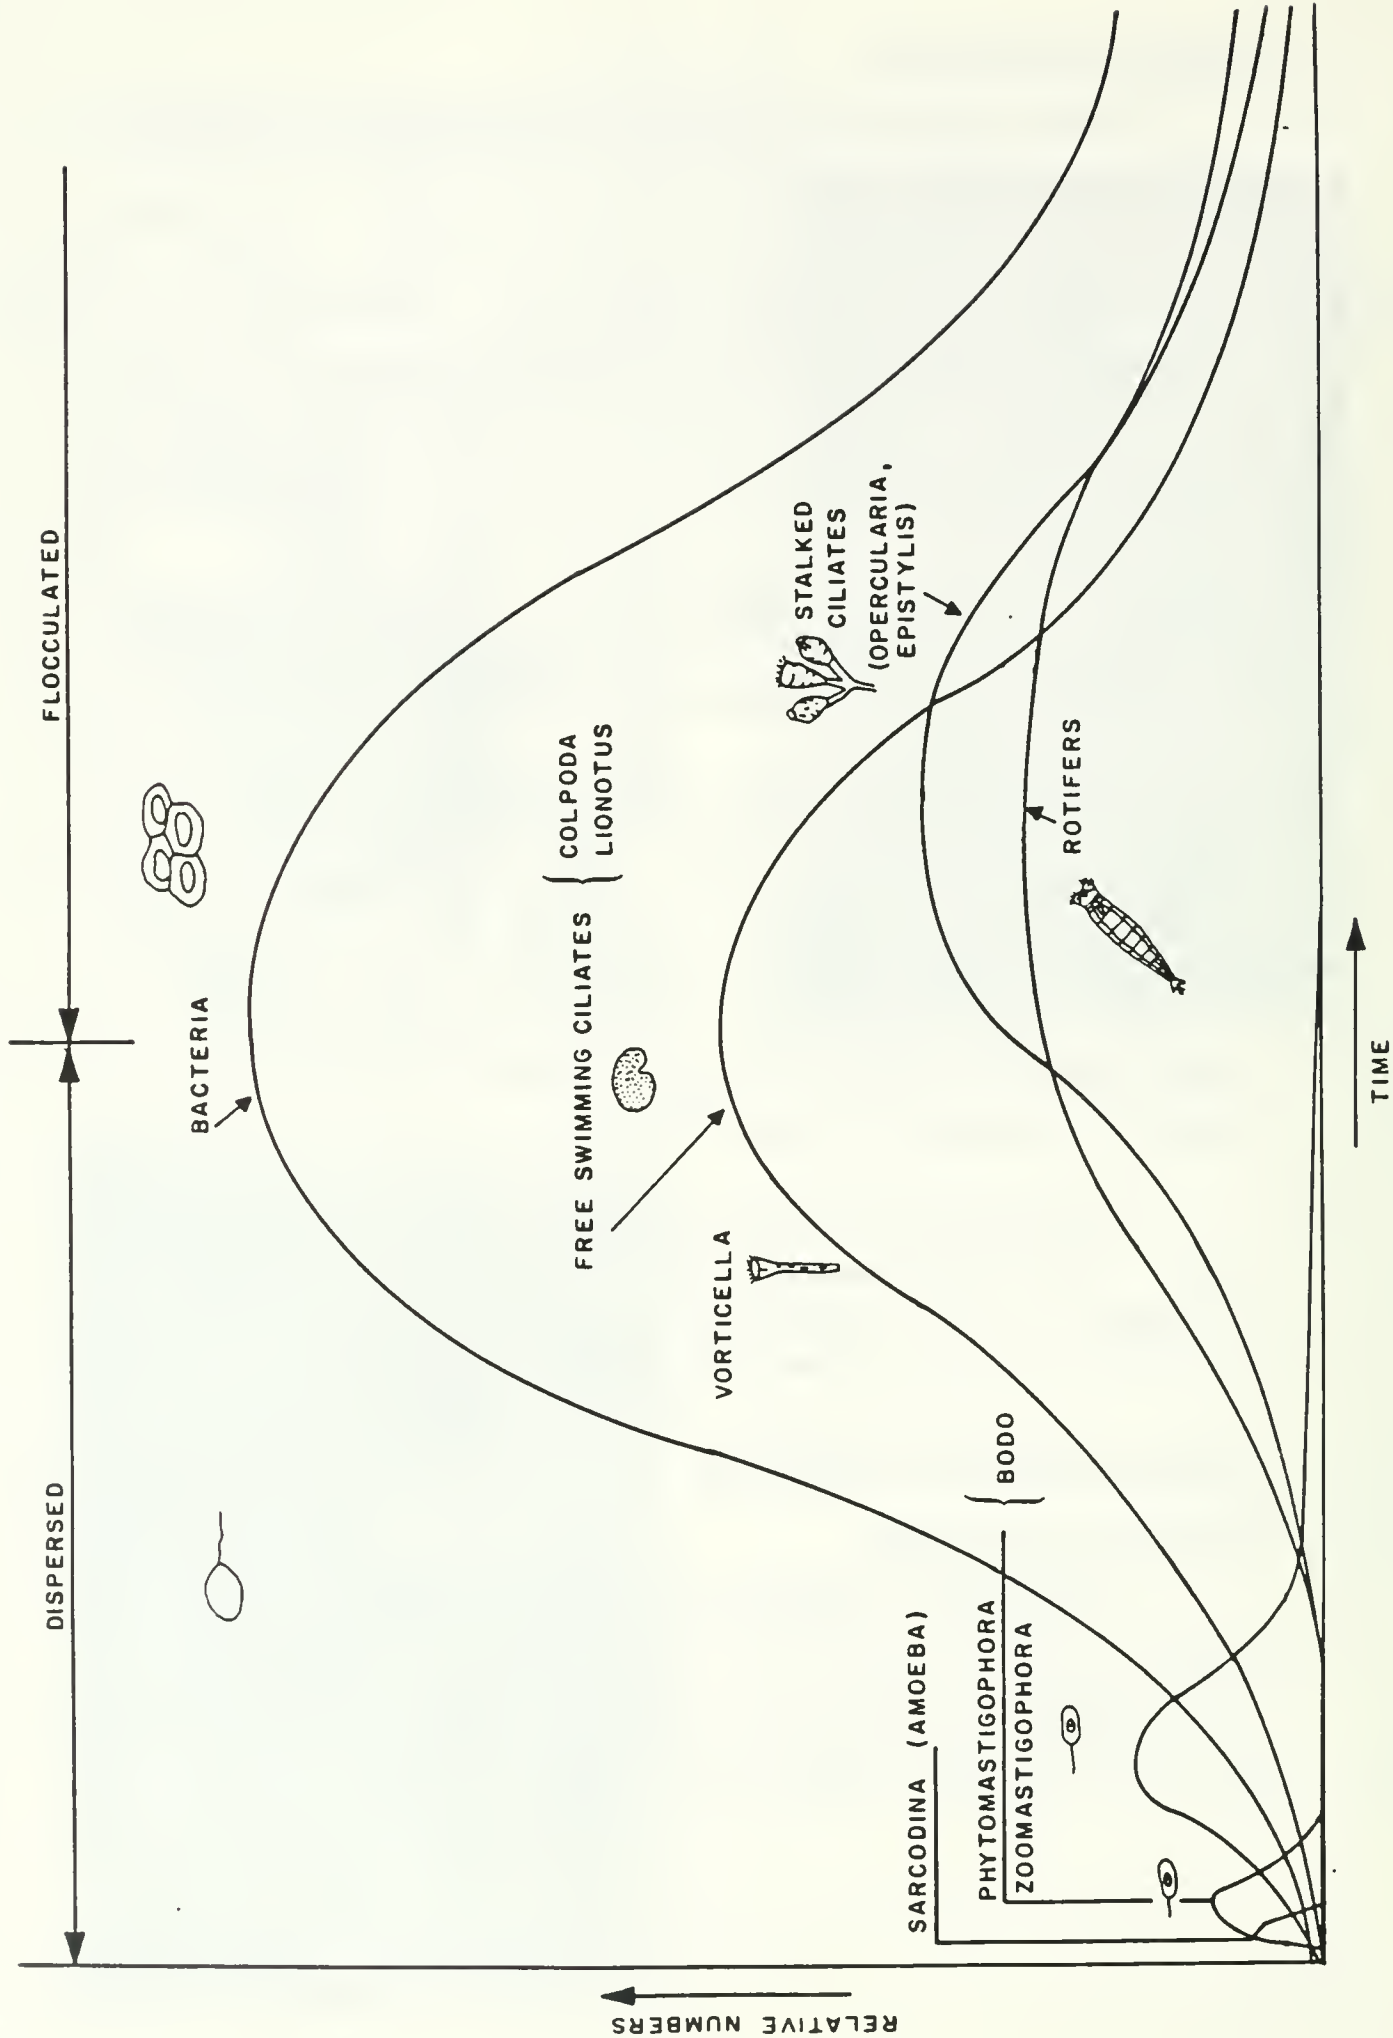 DISPERSED
FLOCCULATED
BACTERIA
FREE SWIMMING CILIATES
COLPODA
LIONOTUS
VORTICELLA
STALKED
CILIATES
(OPERCULARIA,
EPISTYLIS)
SARCODINA (AMOEBA)
PHYTOMASTIGOPHORA
ZOOMASTIGOPHORA
BODO
ROTIFERS
RELATIVE NUMBERS
TIME